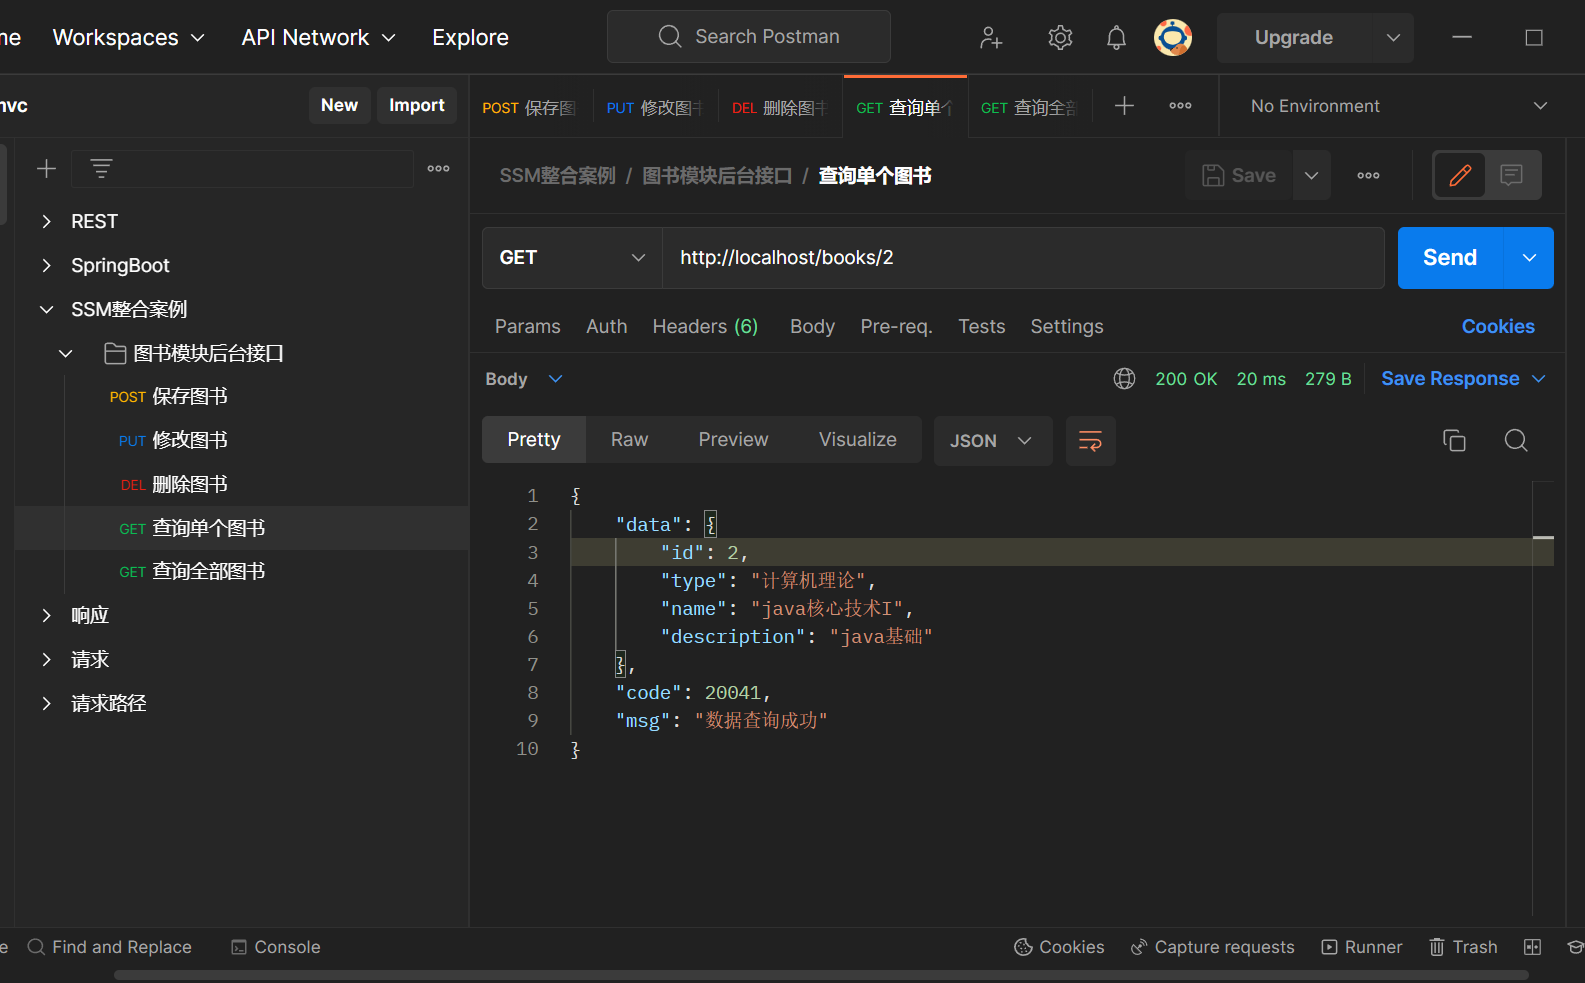 me Workspaces API Network Explore Search Postman Upgrade
nvc New Import POST 保存图 PUT 修改图 DEL 删除图 GET 查询单 GET 查询全 No Environment
SSM整合案例 / 图书模块后台接口 / 查询单个图书 Save
REST
SpringBoot
SSM整合案例
图书模块后台接口
POST 保存图书
PUT 修改图书
DEL 删除图书
GET 查询单个图书
GET 查询全部图书
响应
请求
请求路径
GET http://localhost/books/2 Send
Params Auth Headers (6) Body Pre-req. Tests Settings Cookies
Body 200 OK 20 ms 279 B Save Response
Pretty Raw Preview Visualize JSON
1 {
2 "data": {
3 "id": 2,
4 "type": "计算机理论",
5 "name": "java核心技术I",
6 "description": "java基础"
7 },
8 "code": 20041,
9 "msg": "数据查询成功"
10 }
e Find and Replace Console Cookies Capture requests Runner Trash